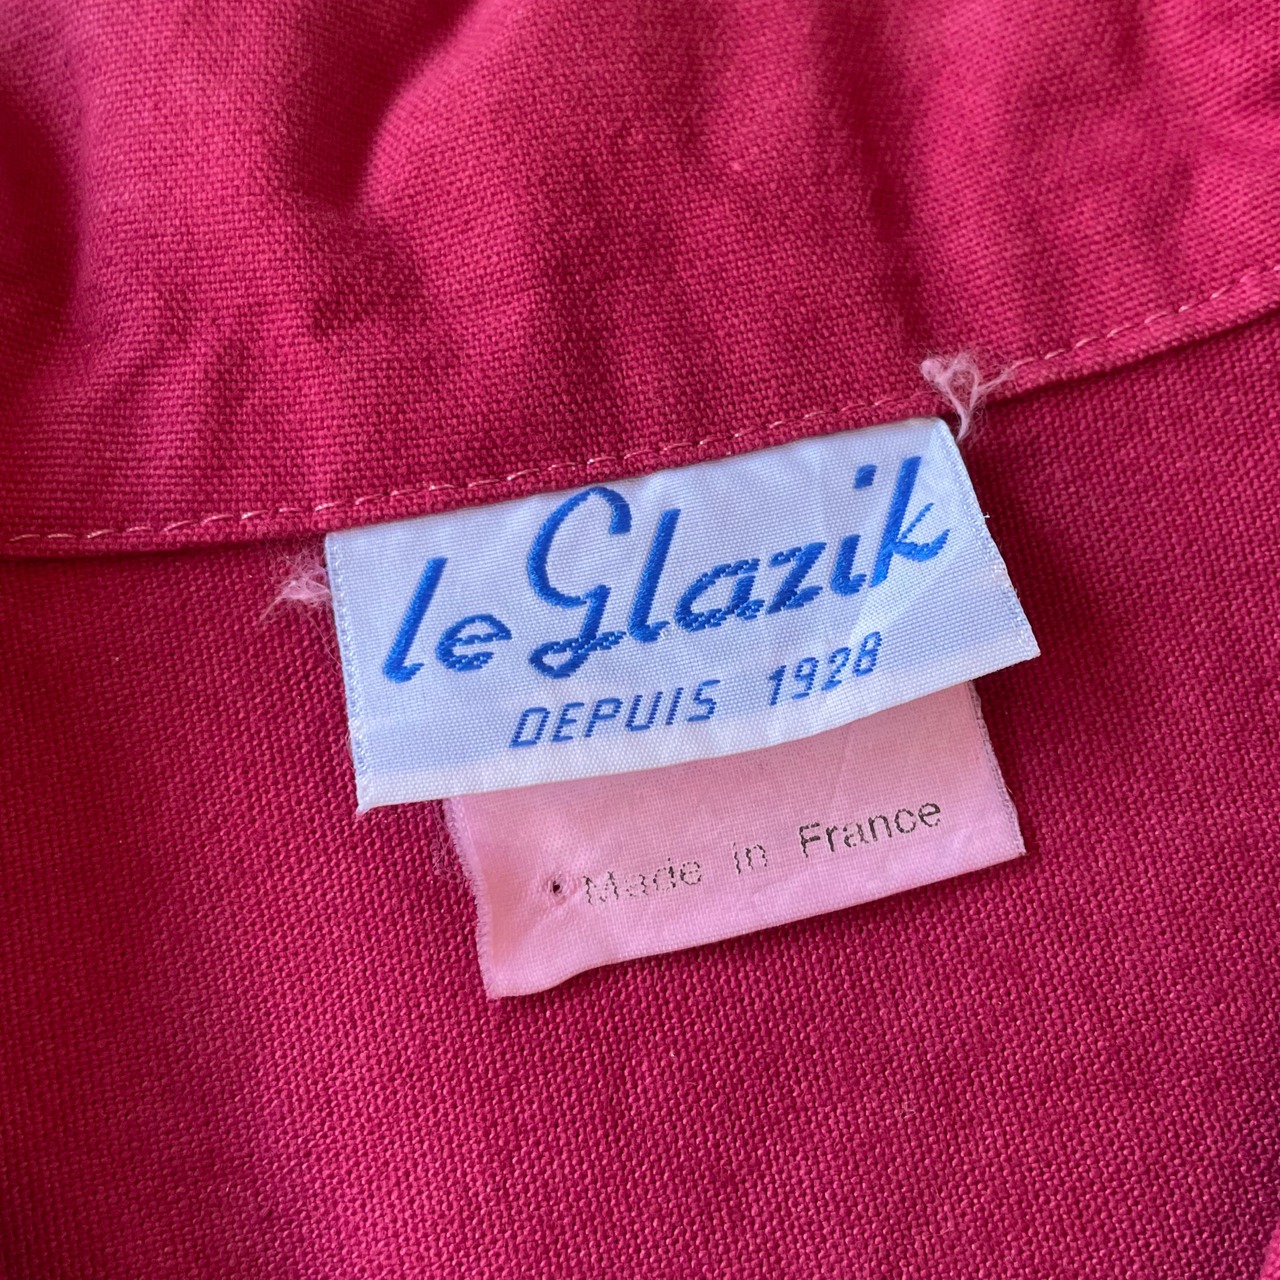 le Glazik
DEPUIS 1928
Made in France